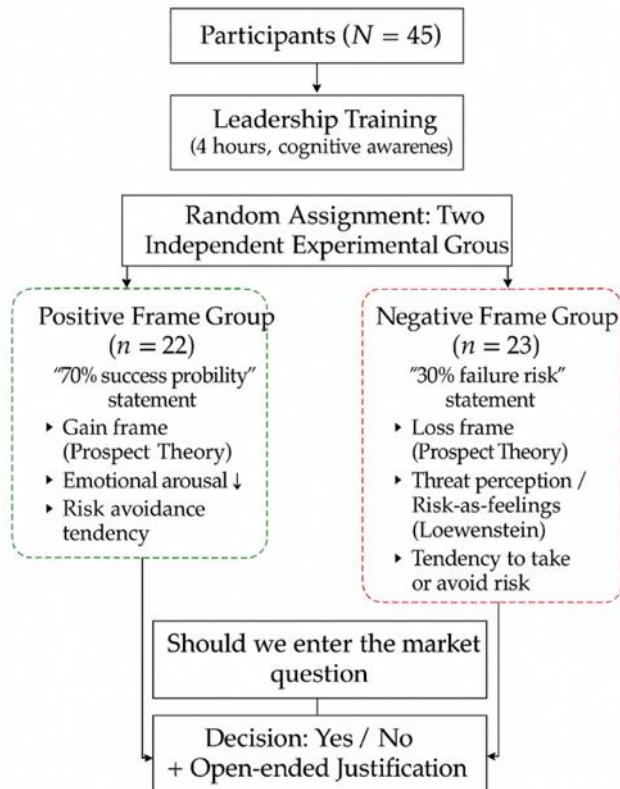 Participants (N = 45)
Leadership Training
(4 hours, cognitive awarenes)
Random Assignment: Two
Independent Experimental Grous
Positive Frame Group
(n = 22)
“70% success probility”
statement
▸ Gain frame
(Prospect Theory)
▸ Emotional arousal ↓
▸ Risk avoidance
tendency
Negative Frame Group
(n = 23)
“30% failure risk”
statement
▸ Loss frame
(Prospect Theory)
▸ Threat perception /
Risk-as-feelings
(Loewenstein)
▸ Tendency to take
or avoid risk
Should we enter the market
question
Decision: Yes / No
+ Open-ended Justification